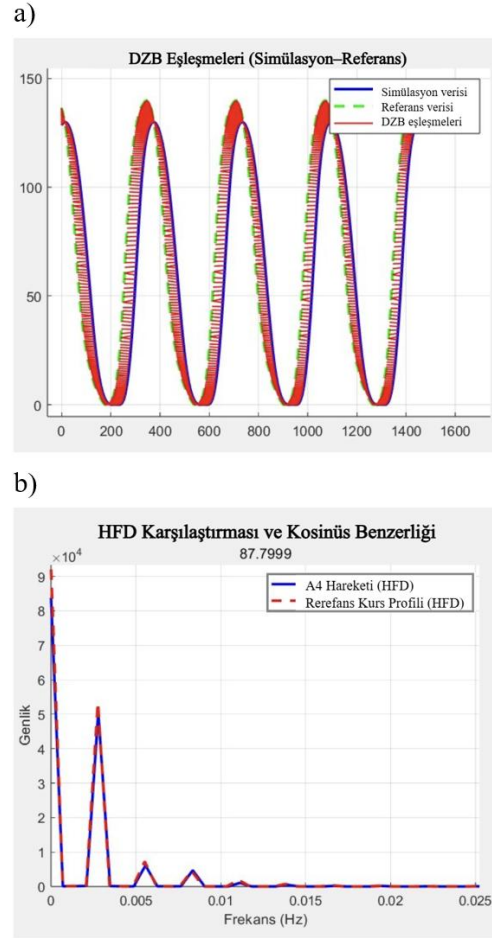 a)
DZB Eşleşmeleri (Simülasyon–Referans)
150
100
50
0
0 200 400 600 800 1000 1200 1400 1600
Simülasyon verisi
Referans verisi
DZB eşleşmeleri
b)
HFD Karşılaştırması ve Kosinüs Benzerliği
87.7999
×10⁴
9
8
7
6
5
4
3
2
1
0
Genlik
A4 Hareketi (HFD)
Rerefans Kurs Profili (HFD)
0 0.005 0.01 0.015 0.02 0.025
Frekans (Hz)